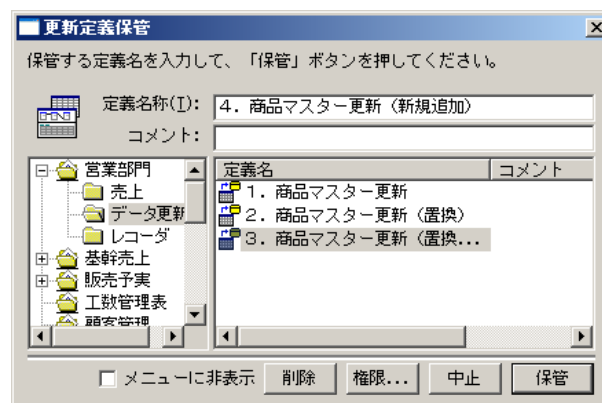 更新定義保管
保管する定義名を入力して、「保管」ボタンを押してください。
定義名称(I): 4．商品マスター更新（新規追加）
コメント:
営業部門
売上
データ更新
レコーダ
基幹売上
販売予実
工数管理表
顧客管理
定義名 コメント
1．商品マスター更新
2．商品マスター更新（置換）
3．商品マスター更新（置換...
メニューに非表示 削除 権限... 中止 保管